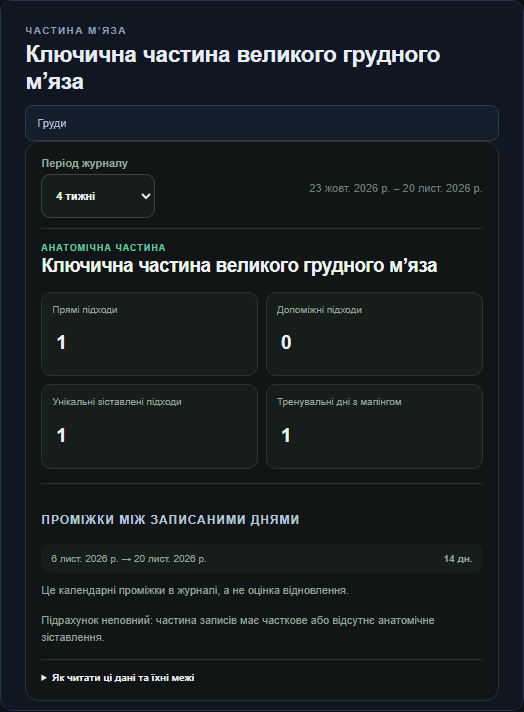 ЧАСТИНА М’ЯЗА
Ключична частина великого грудного
м’яза
Груди
Період журналу
4 тижні
23 жовт. 2026 р. – 20 лист. 2026 р.
АНАТОМІЧНА ЧАСТИНА
Ключична частина великого грудного м’яза
Прямі підходи
1
Допоміжні підходи
0
Унікальні зіставлені підходи
1
Тренувальні дні з мапінгом
1
ПРОМІЖКИ МІЖ ЗАПИСАНИМИ ДНЯМИ
6 лист. 2026 р. → 20 лист. 2026 р.
14 дн.
Це календарні проміжки в журналі, а не оцінка відновлення.
Підрахунок неповний: частина записів має часткове або відсутнє анатомічне
зіставлення.
Як читати ці дані та їхні межі